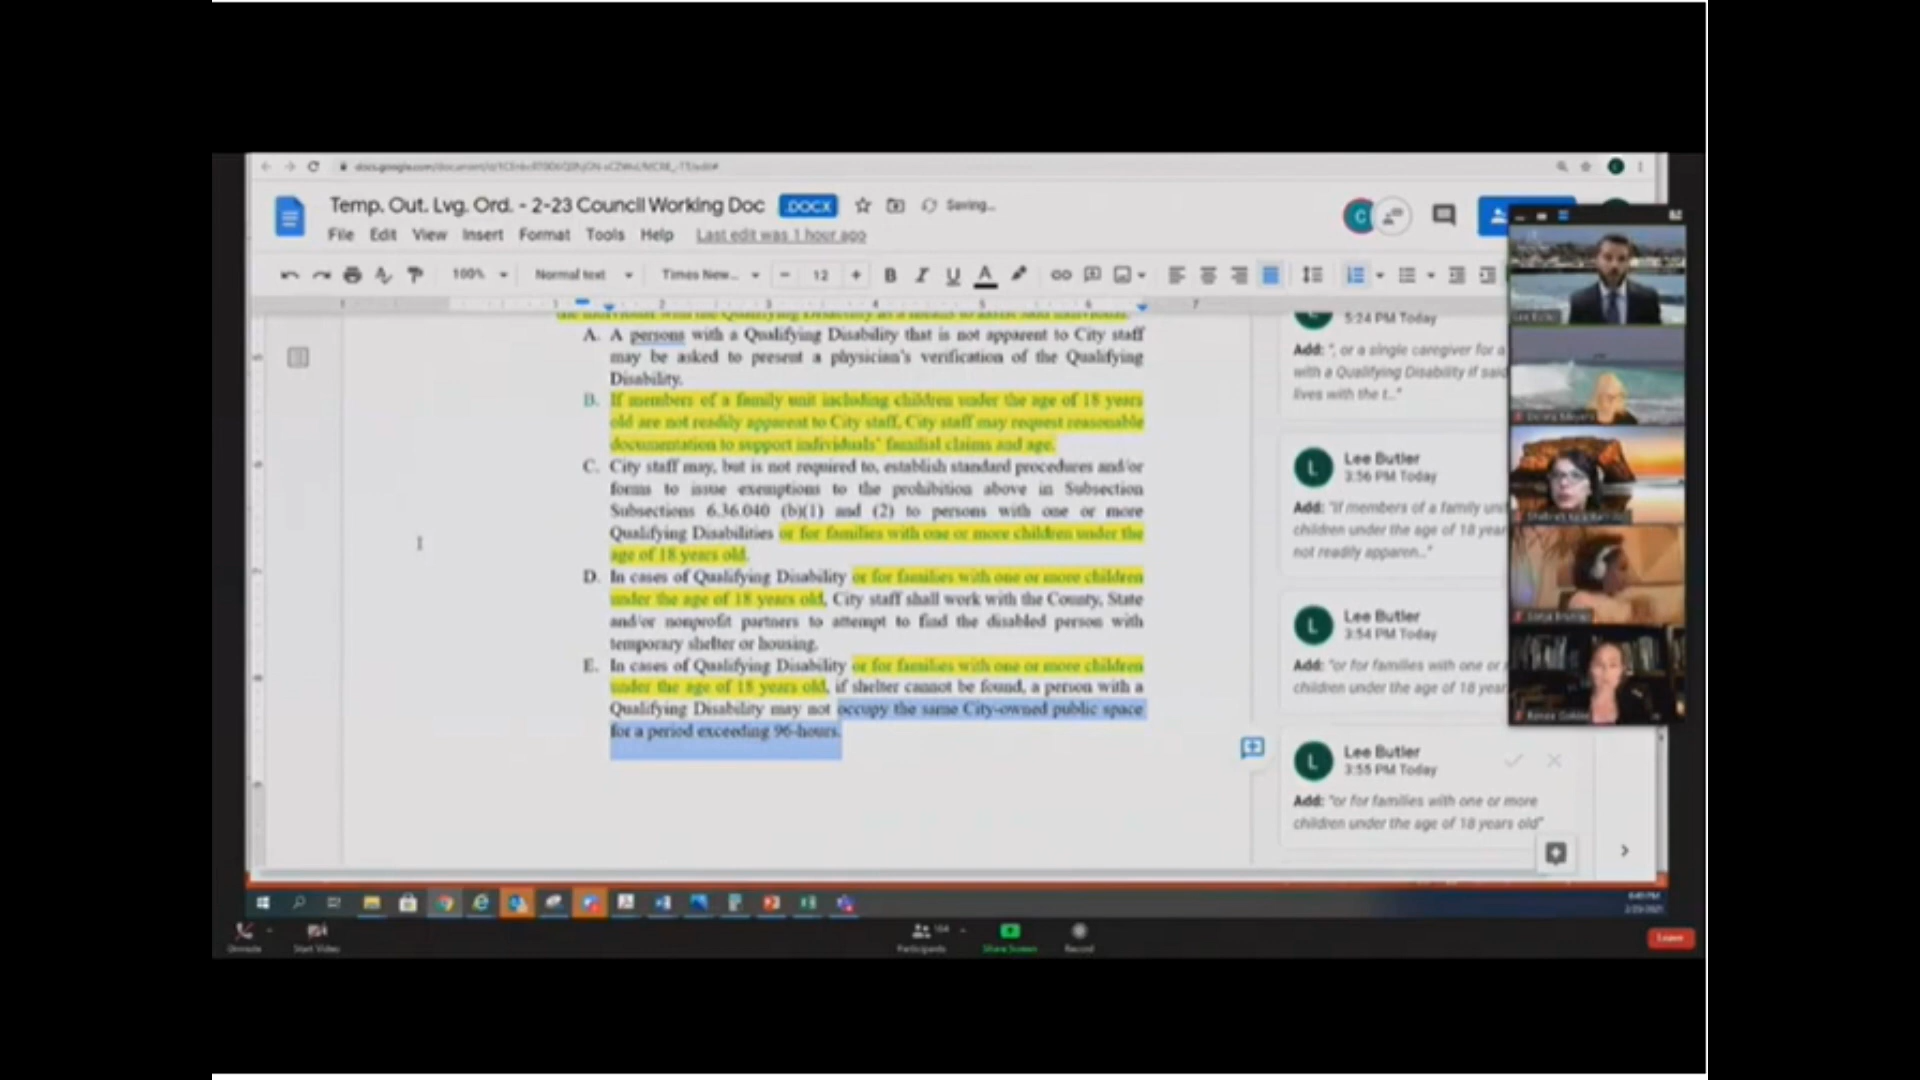 Temp. Out. Lvg. Ord. - 2-23 Council Working Doc .DOCX Saving...
File Edit View Insert Format Tools Help Last edit was 1 hour ago
100% Normal text Times New... 12 B I U A
1 1 2 3 4 5 6 7
A. A persons with a Qualifying Disability that is not apparent to City staff
may be asked to present a physician's verification of the Qualifying
Disability.
B. If members of a family unit including children under the age of 18 years
old are not readily apparent to City staff, City staff may request reasonable
documentation to support individuals' familial claims and age.
C. City staff may, but is not required to, establish standard procedures and/or
forms to issue exemptions to the prohibition above in Subsection
Subsections 6.36.040 (b)(1) and (2) to persons with one or more
Qualifying Disabilities or for families with one or more children under the
age of 18 years old.
D. In cases of Qualifying Disability or for families with one or more children
under the age of 18 years old, City staff shall work with the County, State
and/or nonprofit partners to attempt to find the disabled person with
temporary shelter or housing.
E. In cases of Qualifying Disability or for families with one or more children
under the age of 18 years old, if shelter cannot be found, a person with a
Qualifying Disability may not occupy the same City-owned public space
for a period exceeding 96-hours.
5:24 PM Today
Add: ", or a single caregiver for a
with a Qualifying Disability if said
lives with the t..."
L Lee Butler
3:56 PM Today
Add: "If members of a family uni
children under the age of 18 year
not readily apparen..."
L Lee Butler
3:54 PM Today
Add: "or for families with one or
children under the age of 18 year
L Lee Butler
3:55 PM Today
Add: "or for families with one or more
children under the age of 18 years old"
Unmute Start Video Participants Share Screen Record Leave